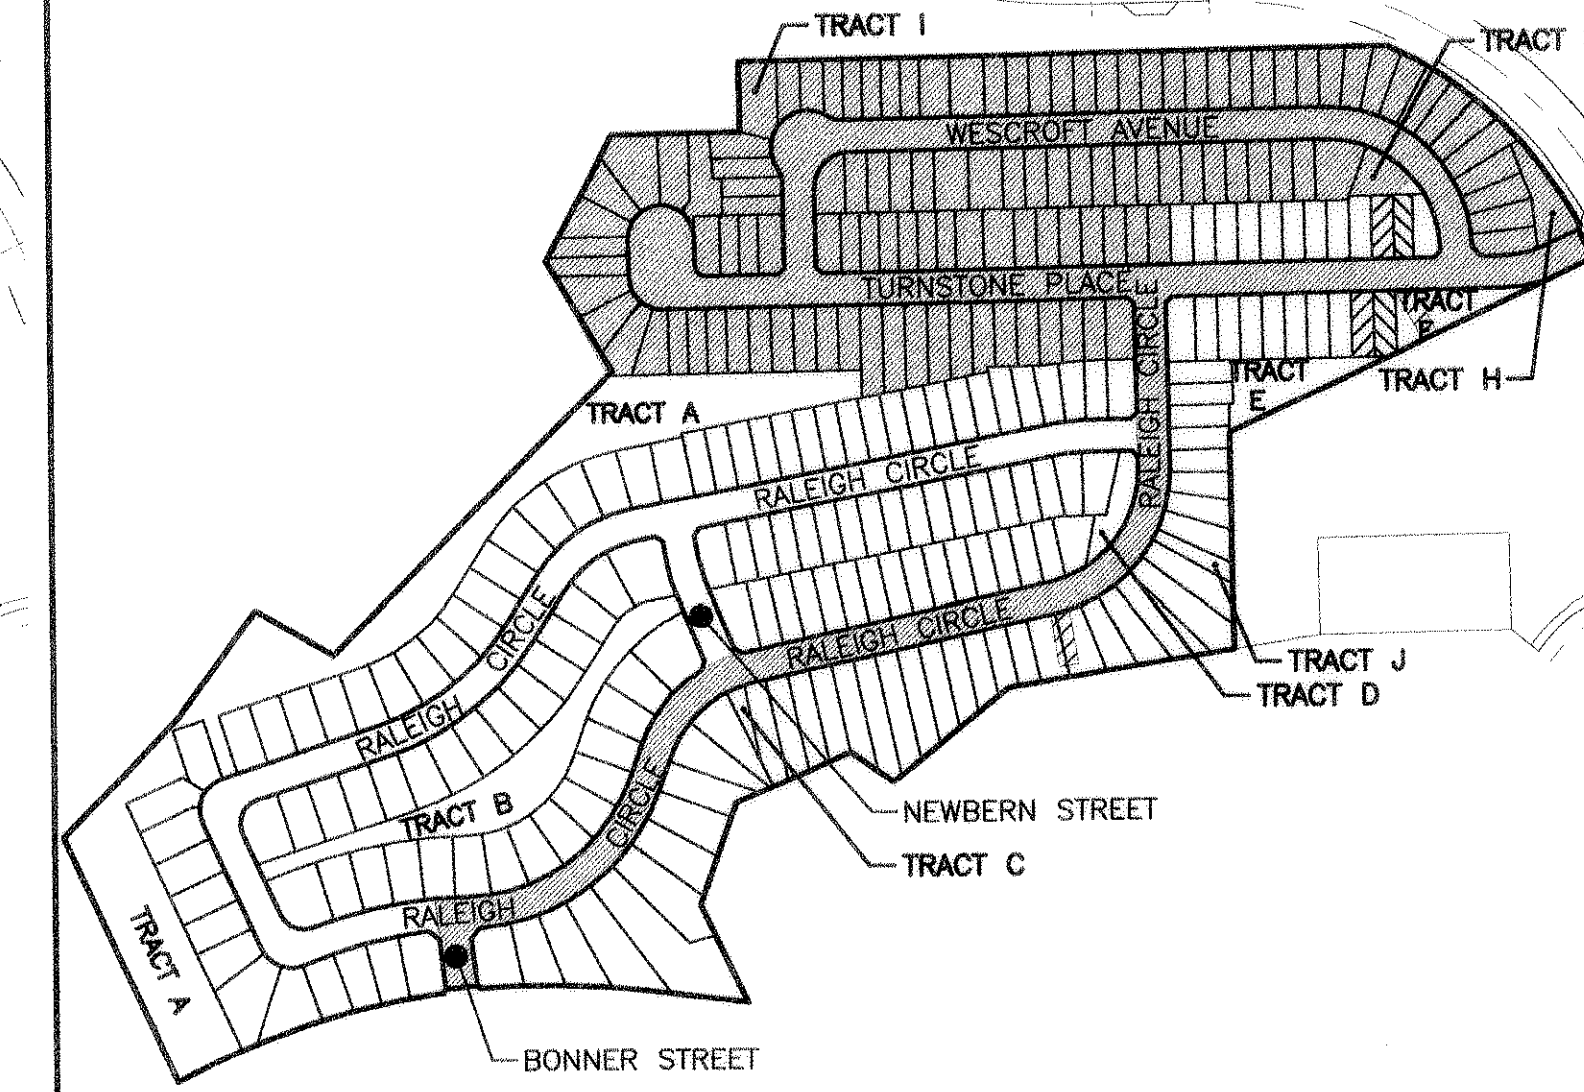 TRACT I
TRACT
WESCROFT AVENUE
TURNSTONE PLACE
RALEIGH CIRCLE
TRACT
F
TRACT
E
TRACT H
TRACT A
RALEIGH CIRCLE
RALEIGH CIRCLE
CIRCLE
RALEIGH CIRCLE
TRACT J
TRACT D
RALEIGH
TRACT B
CIRCLE
NEWBERN STREET
TRACT C
RALEIGH
TRACT A
BONNER STREET